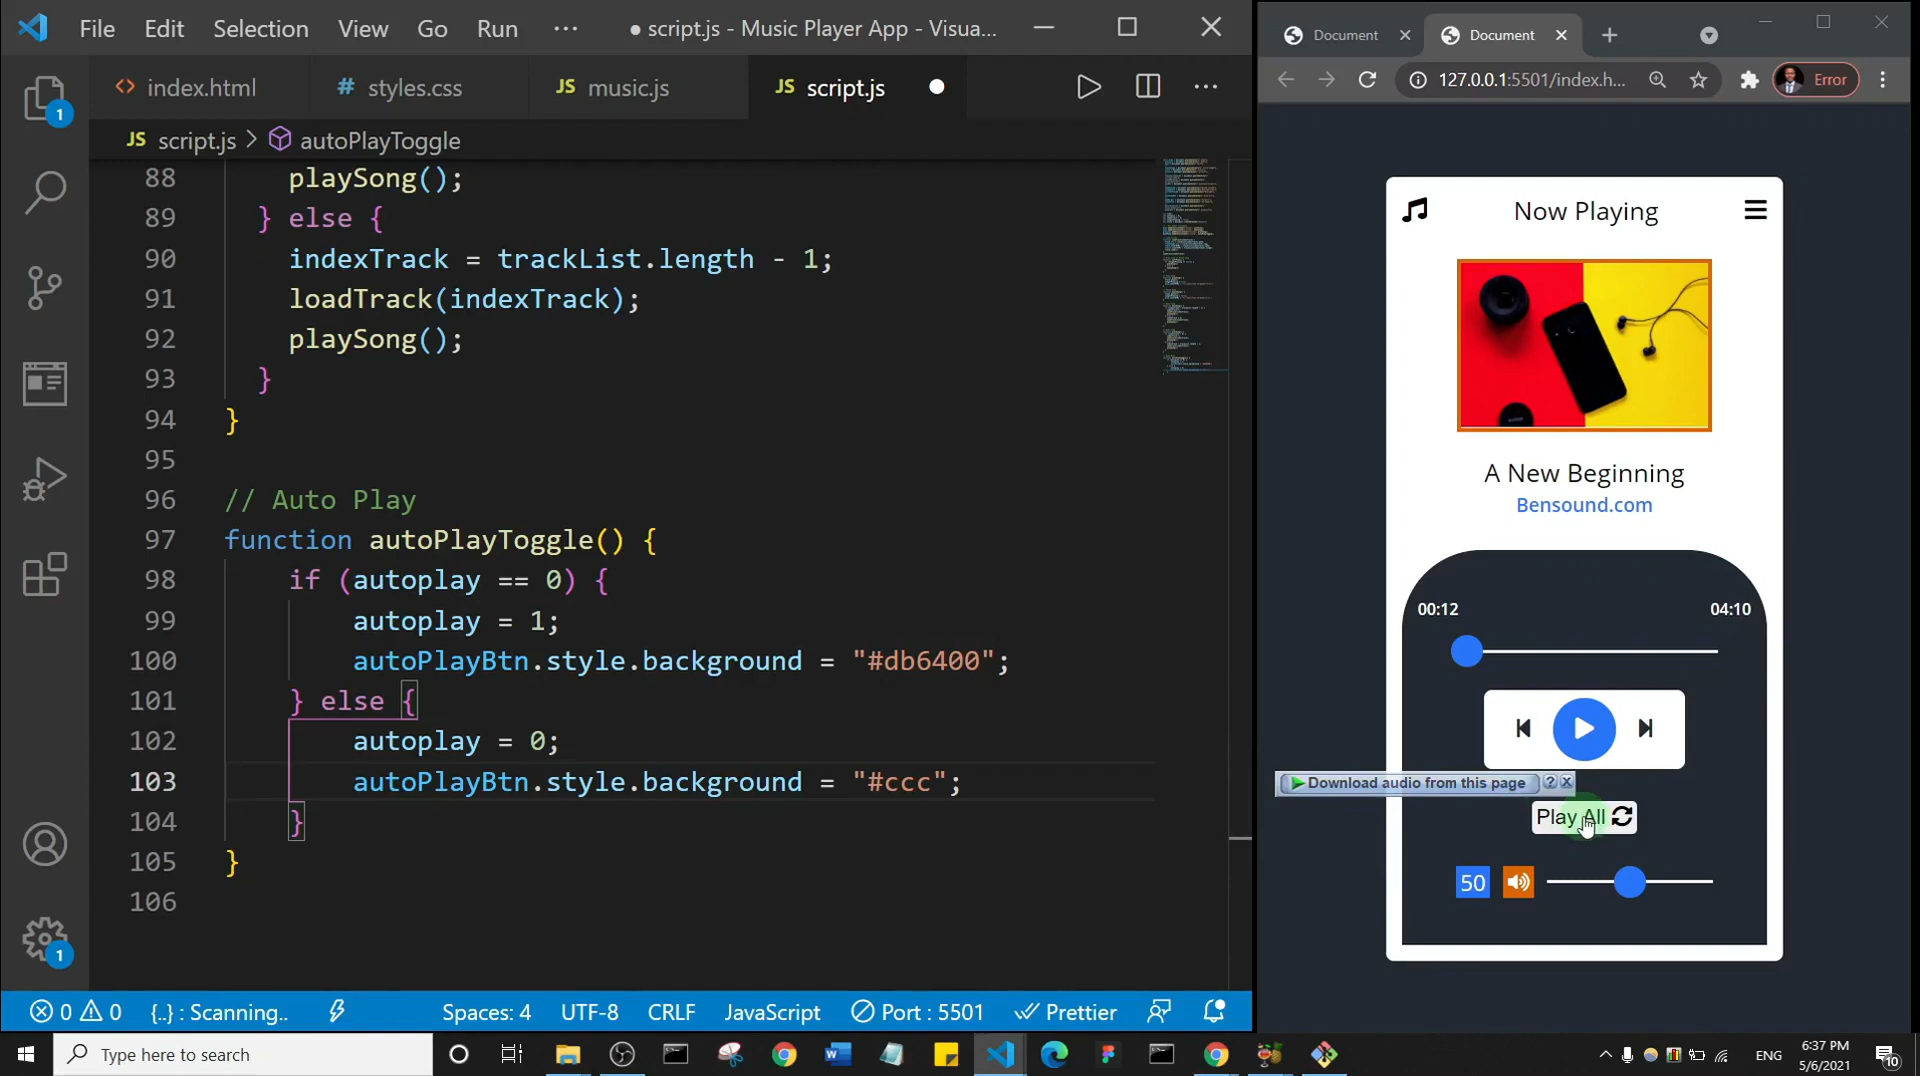 File Edit Selection View Go Run ··· ● script.js - Music Player App - Visua...
index.html styles.css JS music.js JS script.js
JS script.js > autoPlayToggle
88 playSong();
89 } else {
90 indexTrack = trackList.length - 1;
91 loadTrack(indexTrack);
92 playSong();
93 }
94 }
95
96 // Auto Play
97 function autoPlayToggle() {
98 if (autoplay == 0) {
99 autoplay = 1;
100 autoPlayBtn.style.background = "#db6400";
101 } else {
102 autoplay = 0;
103 autoPlayBtn.style.background = "#ccc";
104 }
105 }
106
1
1
0 0 {..} : Scanning.. Spaces: 4 UTF-8 CRLF JavaScript Port : 5501 Prettier
Document Document
127.0.0.1:5501/index.h... Error
Now Playing
A New Beginning
Bensound.com
00:12 04:10
Download audio from this page ? x
Play All
50
Type here to search
ENG 6:37 PM
5/6/2021
10